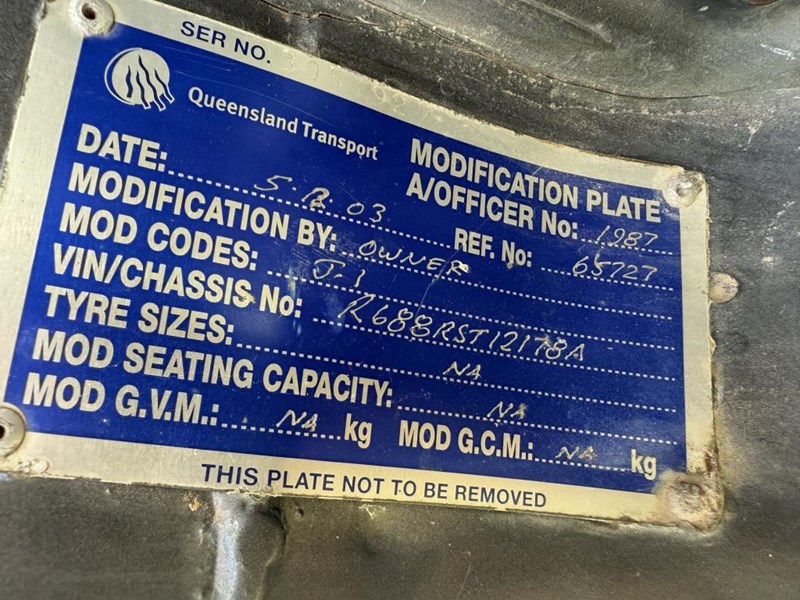 SER NO.
Queensland Transport
MODIFICATION PLATE
DATE: 5.12.03
A/OFFICER No: 1987
MODIFICATION BY: OWNER
REF. No: 65727
MOD CODES: J-1
VIN/CHASSIS No: R688RST12178A
TYRE SIZES: NA
MOD SEATING CAPACITY: NA
MOD G.V.M.: NA kg MOD G.C.M.: NA kg
THIS PLATE NOT TO BE REMOVED